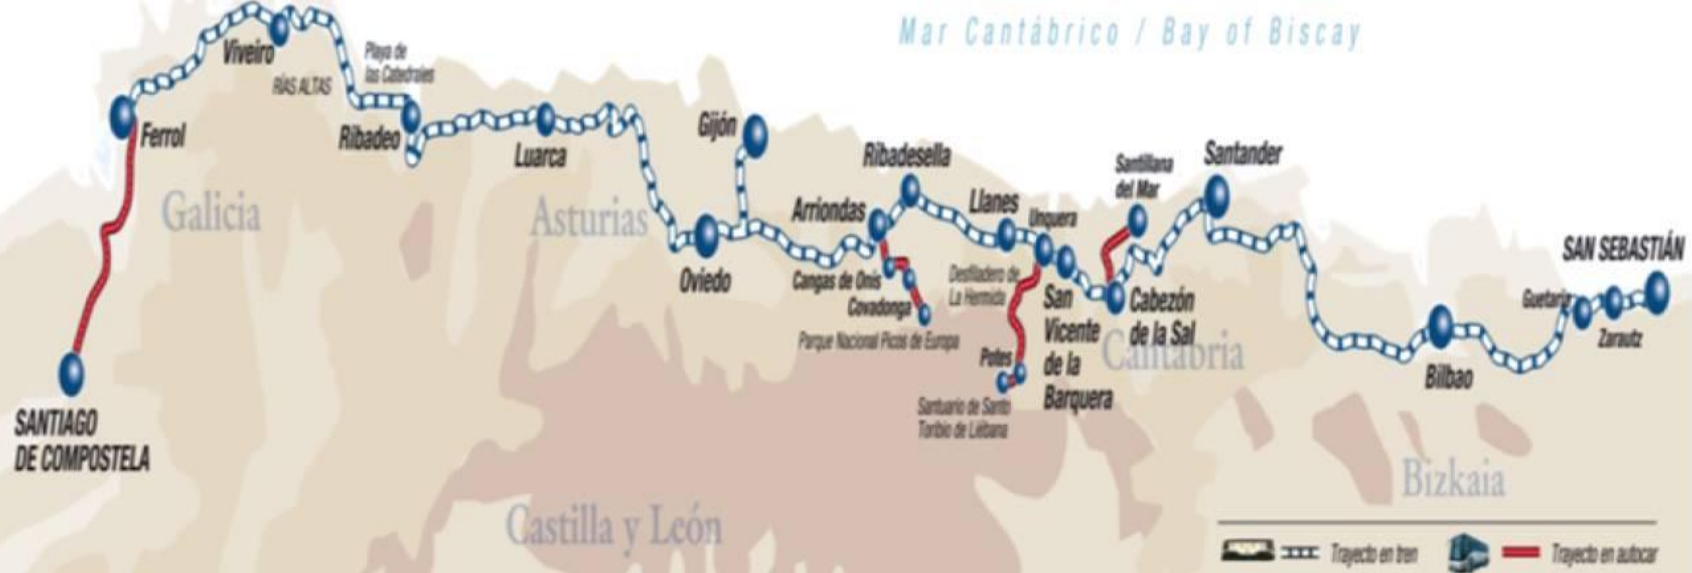 Mar Cantábrico / Bay of Biscay
Viveiro
RÍAS ALTAS
Playa de
las Catedrales
Ferrol
Ribadeo
Luarca
Gijón
Galicia
Asturias
Oviedo
Arriondas
Ribadesella
Llanes
Unquera
Santillana
del Mar
Santander
Cangas de Onís
Covadonga
Parque Nacional Picos de Europa
Desfiladero de
La Hermida
Potes
Santuario de Santo
Toribio de Liébana
San
Vicente
de la
Barquera
Cabezón
de la Sal
Cantabria
SAN SEBASTIÁN
Guetaria
Zarautz
Bilbao
SANTIAGO
DE COMPOSTELA
Castilla y León
Bizkaia
Trayecto en tren
Trayecto en autocar